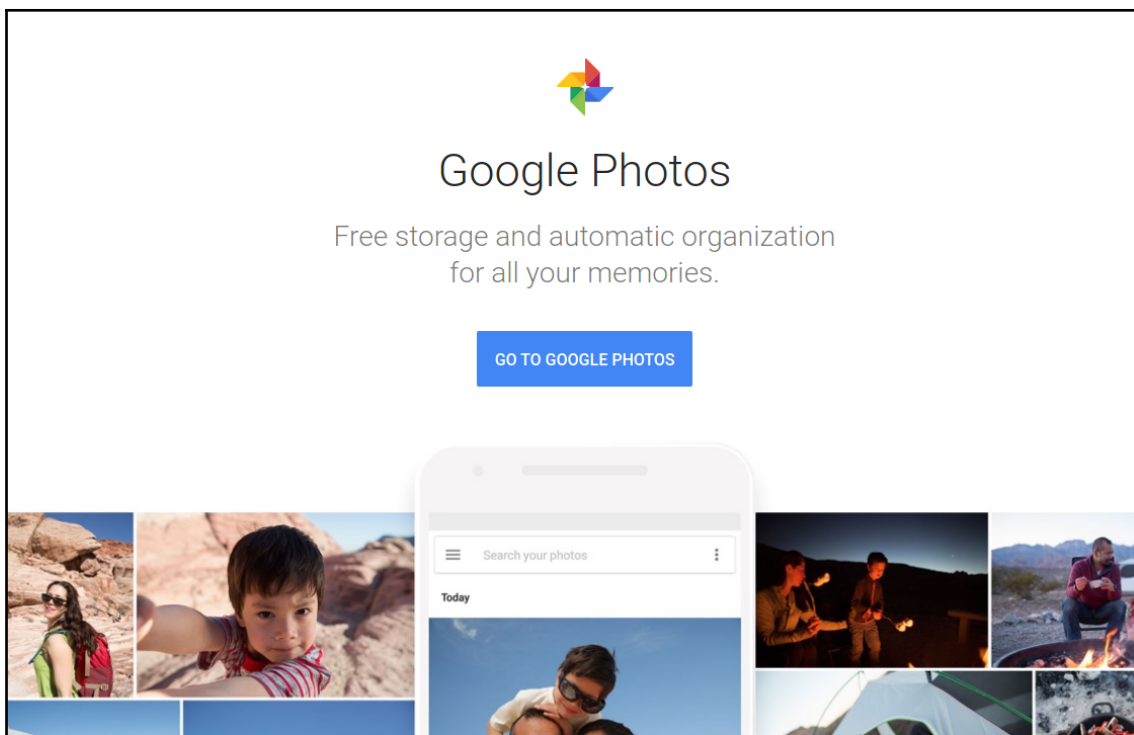 Google Photos
Free storage and automatic organization
for all your memories.
GO TO GOOGLE PHOTOS
Search your photos
Today